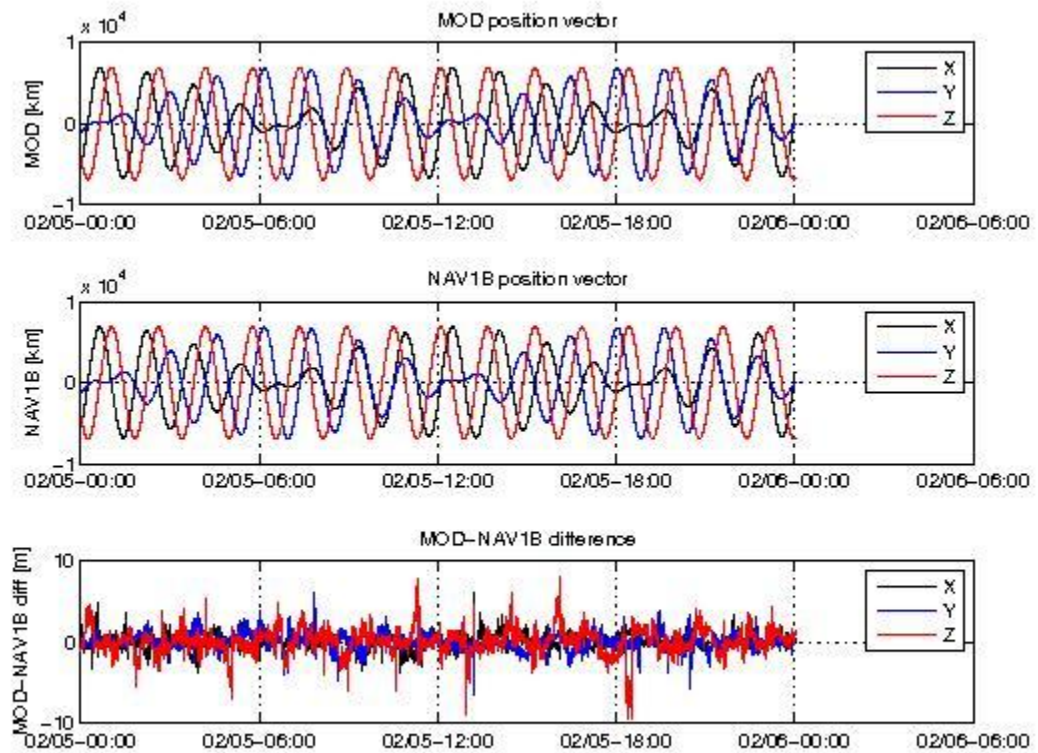 MOD position vector
x 10^4
1
0
−1
MOD [km]
X
Y
Z
02/05−00:00 02/05−06:00 02/05−12:00 02/05−18:00 02/06−00:00 02/06−06:00
NAV1B position vector
x 10^4
1
0
−1
NAV1B [km]
X
Y
Z
02/05−00:00 02/05−06:00 02/05−12:00 02/05−18:00 02/06−00:00 02/06−06:00
MOD−NAV1B difference
10
0
−10
MOD−NAV1B diff [m]
X
Y
Z
02/05−00:00 02/05−06:00 02/05−12:00 02/05−18:00 02/06−00:00 02/06−06:00